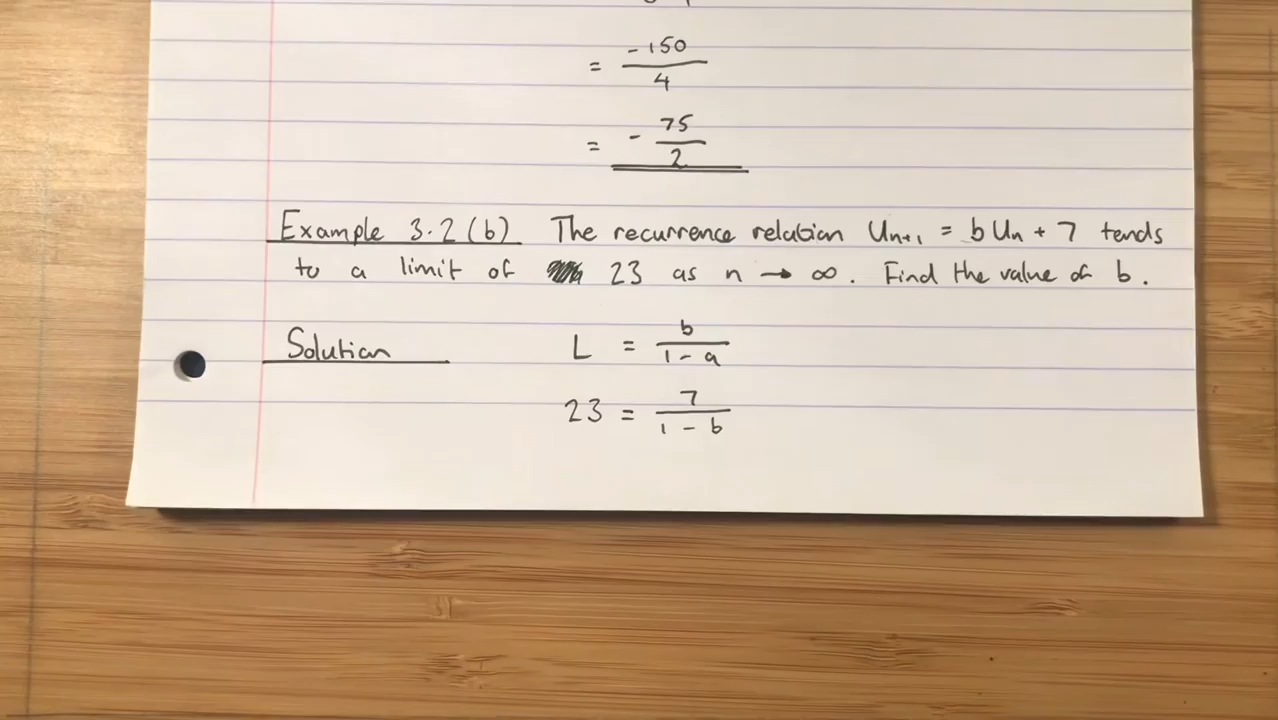 = -150/4
= - 75/2
Example 3.2 (b) The recurrence relation Un+1 = b Un + 7 tends
to a limit of 23 as n → ∞. Find the value of b.
Solution L = b/(1 - a)
23 = 7/(1 - b)